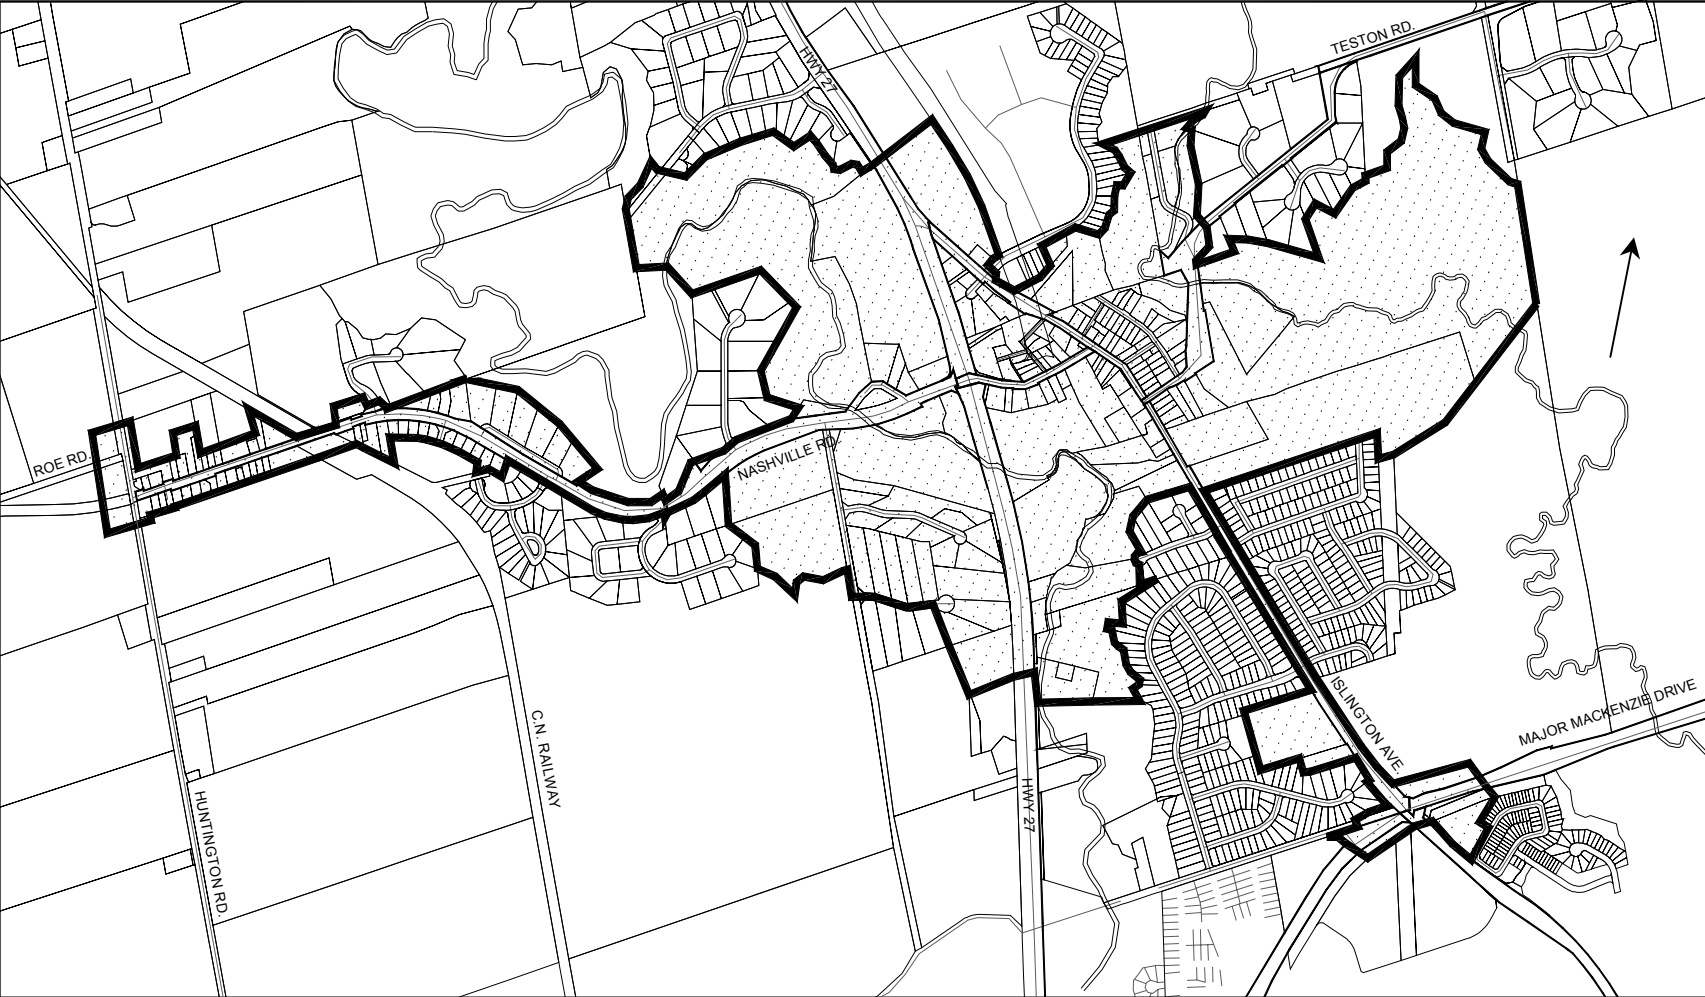 TESTON RD.
HWY 27
ROE RD.
NASHVILLE RD.
ISLINGTON AVE.
MAJOR MACKENZIE DRIVE
C.N. RAILWAY
HUNTINGTON RD.
HWY 27